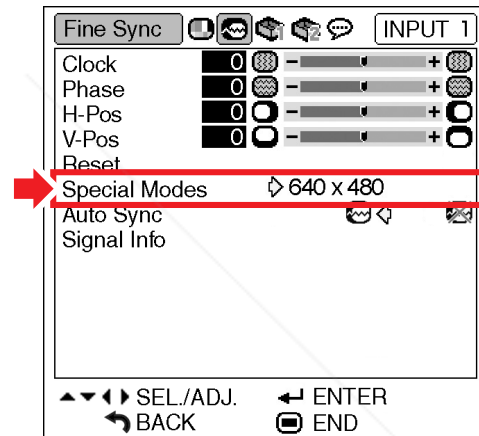 Fine Sync INPUT 1
Clock 0 - +
Phase 0 - +
H-Pos 0 - +
V-Pos 0 - +
Reset
Special Modes 640 x 480
Auto Sync
Signal Info
SEL./ADJ. ENTER
BACK END